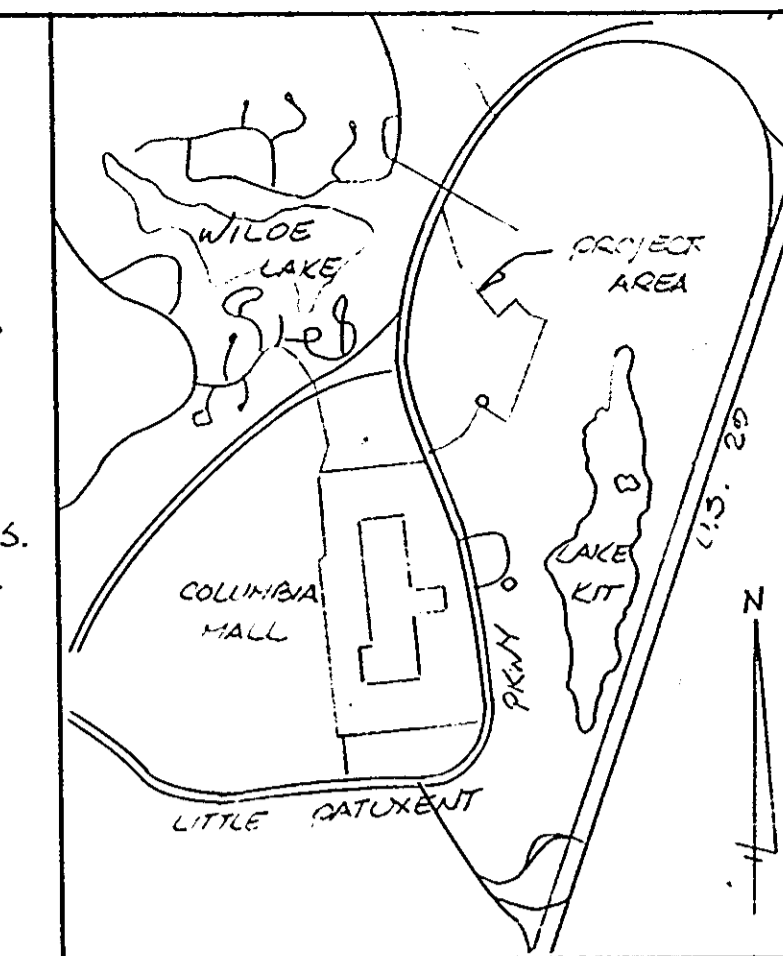 WILDE
LAKE
PROJECT
AREA
S.
U.S. 29
LAKE
KIT
COLUMBIA
MALL
N
PKWY
LITTLE PATUXENT